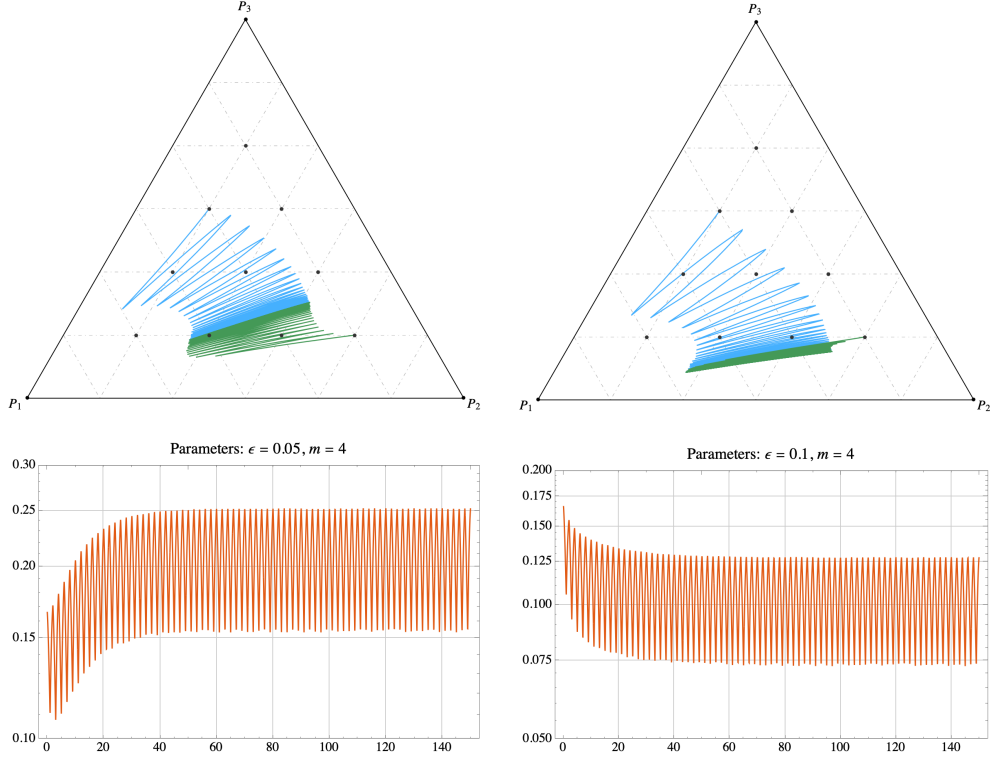 P3
P1
P2
P3
P1
P2
Parameters: ϵ = 0.05, m = 4
0.30
0.25
0.20
0.15
0.10
0 20 40 60 80 100 120 140
Parameters: ϵ = 0.1, m = 4
0.200
0.175
0.150
0.125
0.100
0.075
0.050
0 20 40 60 80 100 120 140